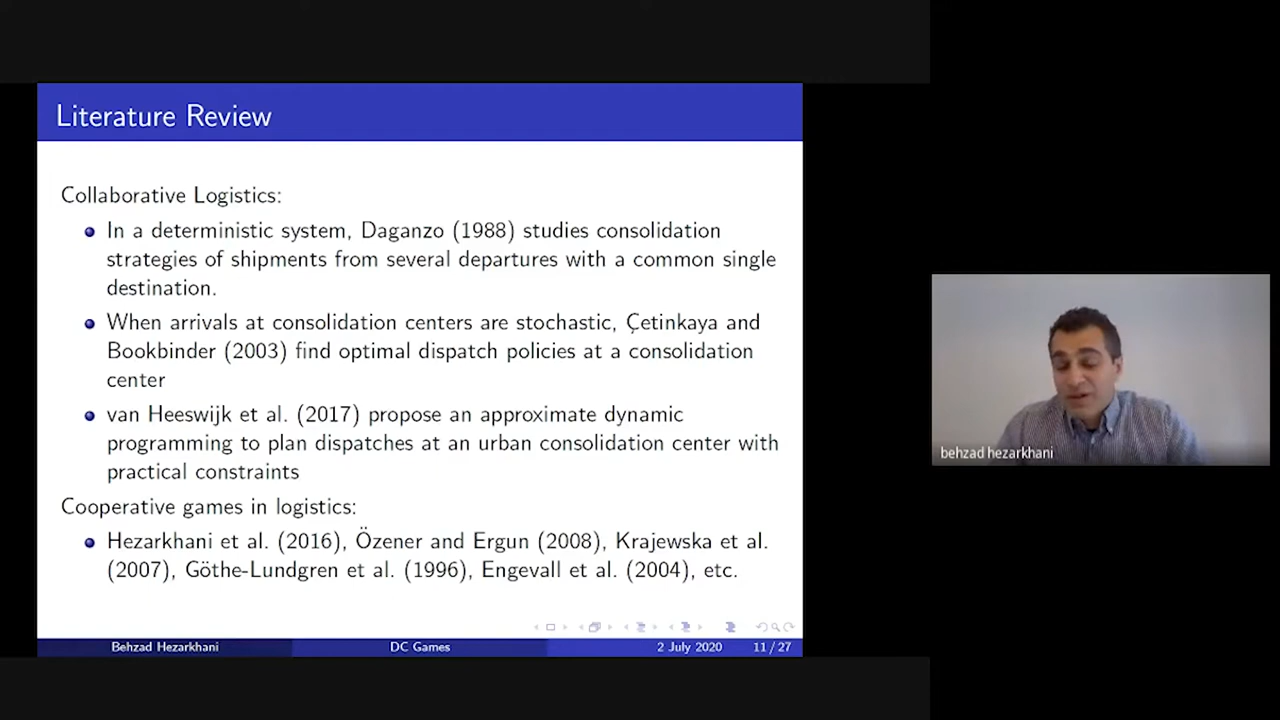 Literature Review
Collaborative Logistics:
In a deterministic system, Daganzo (1988) studies consolidation
strategies of shipments from several departures with a common single
destination.
When arrivals at consolidation centers are stochastic, Çetinkaya and
Bookbinder (2003) find optimal dispatch policies at a consolidation
center
van Heeswijk et al. (2017) propose an approximate dynamic
programming to plan dispatches at an urban consolidation center with
practical constraints
Cooperative games in logistics:
Hezarkhani et al. (2016), Özener and Ergun (2008), Krajewska et al.
(2007), Göthe-Lundgren et al. (1996), Engevall et al. (2004), etc.
Behzad Hezarkhani DC Games 2 July 2020 11 / 27
behzad hezarkhani